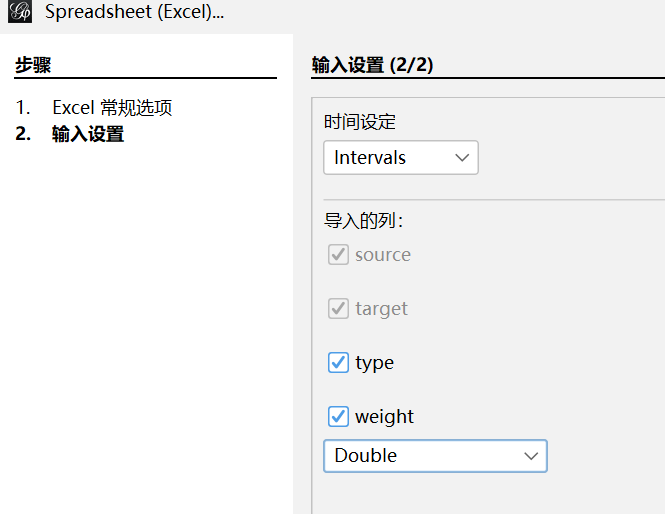 Spreadsheet (Excel)...
步骤
1. Excel 常规选项
2. 输入设置
输入设置 (2/2)
时间设定
Intervals
导入的列：
source
target
type
weight
Double